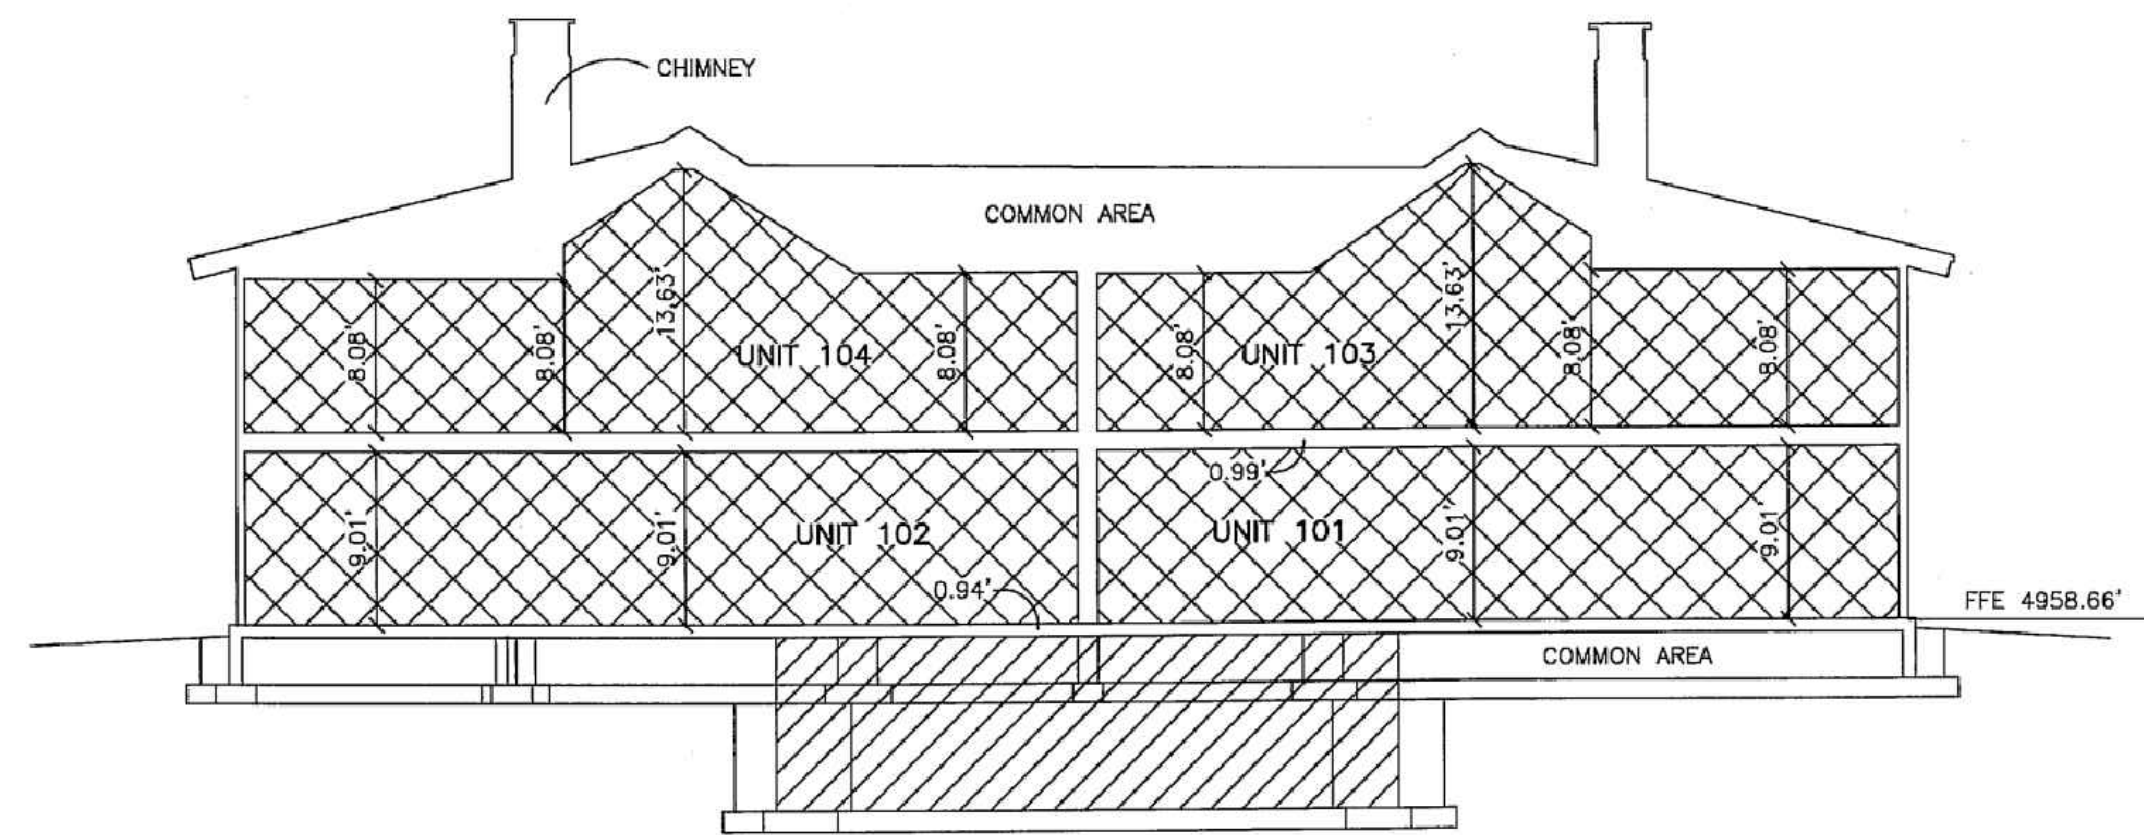 CHIMNEY
COMMON AREA
13.63'
13.63'
8.08'
8.08'
UNIT 104
8.08'
8.08'
UNIT 103
8.08'
8.08'
0.99'
9.01'
9.01'
UNIT 102
UNIT 101
9.01'
9.01'
0.94'
FFE 4958.66'
COMMON AREA